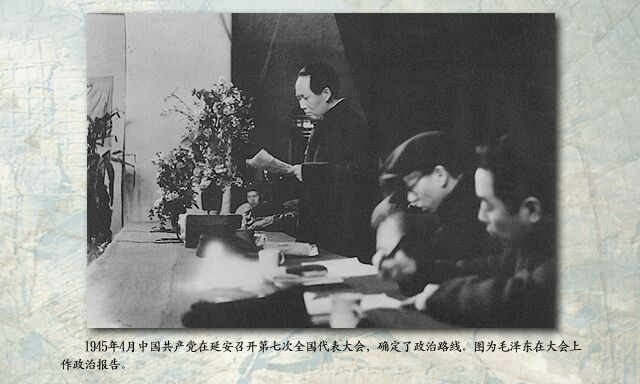 1945年4月中国共产党在延安召开第七次全国代表大会，确定了政治路线。图为毛泽东在大会上
作政治报告。